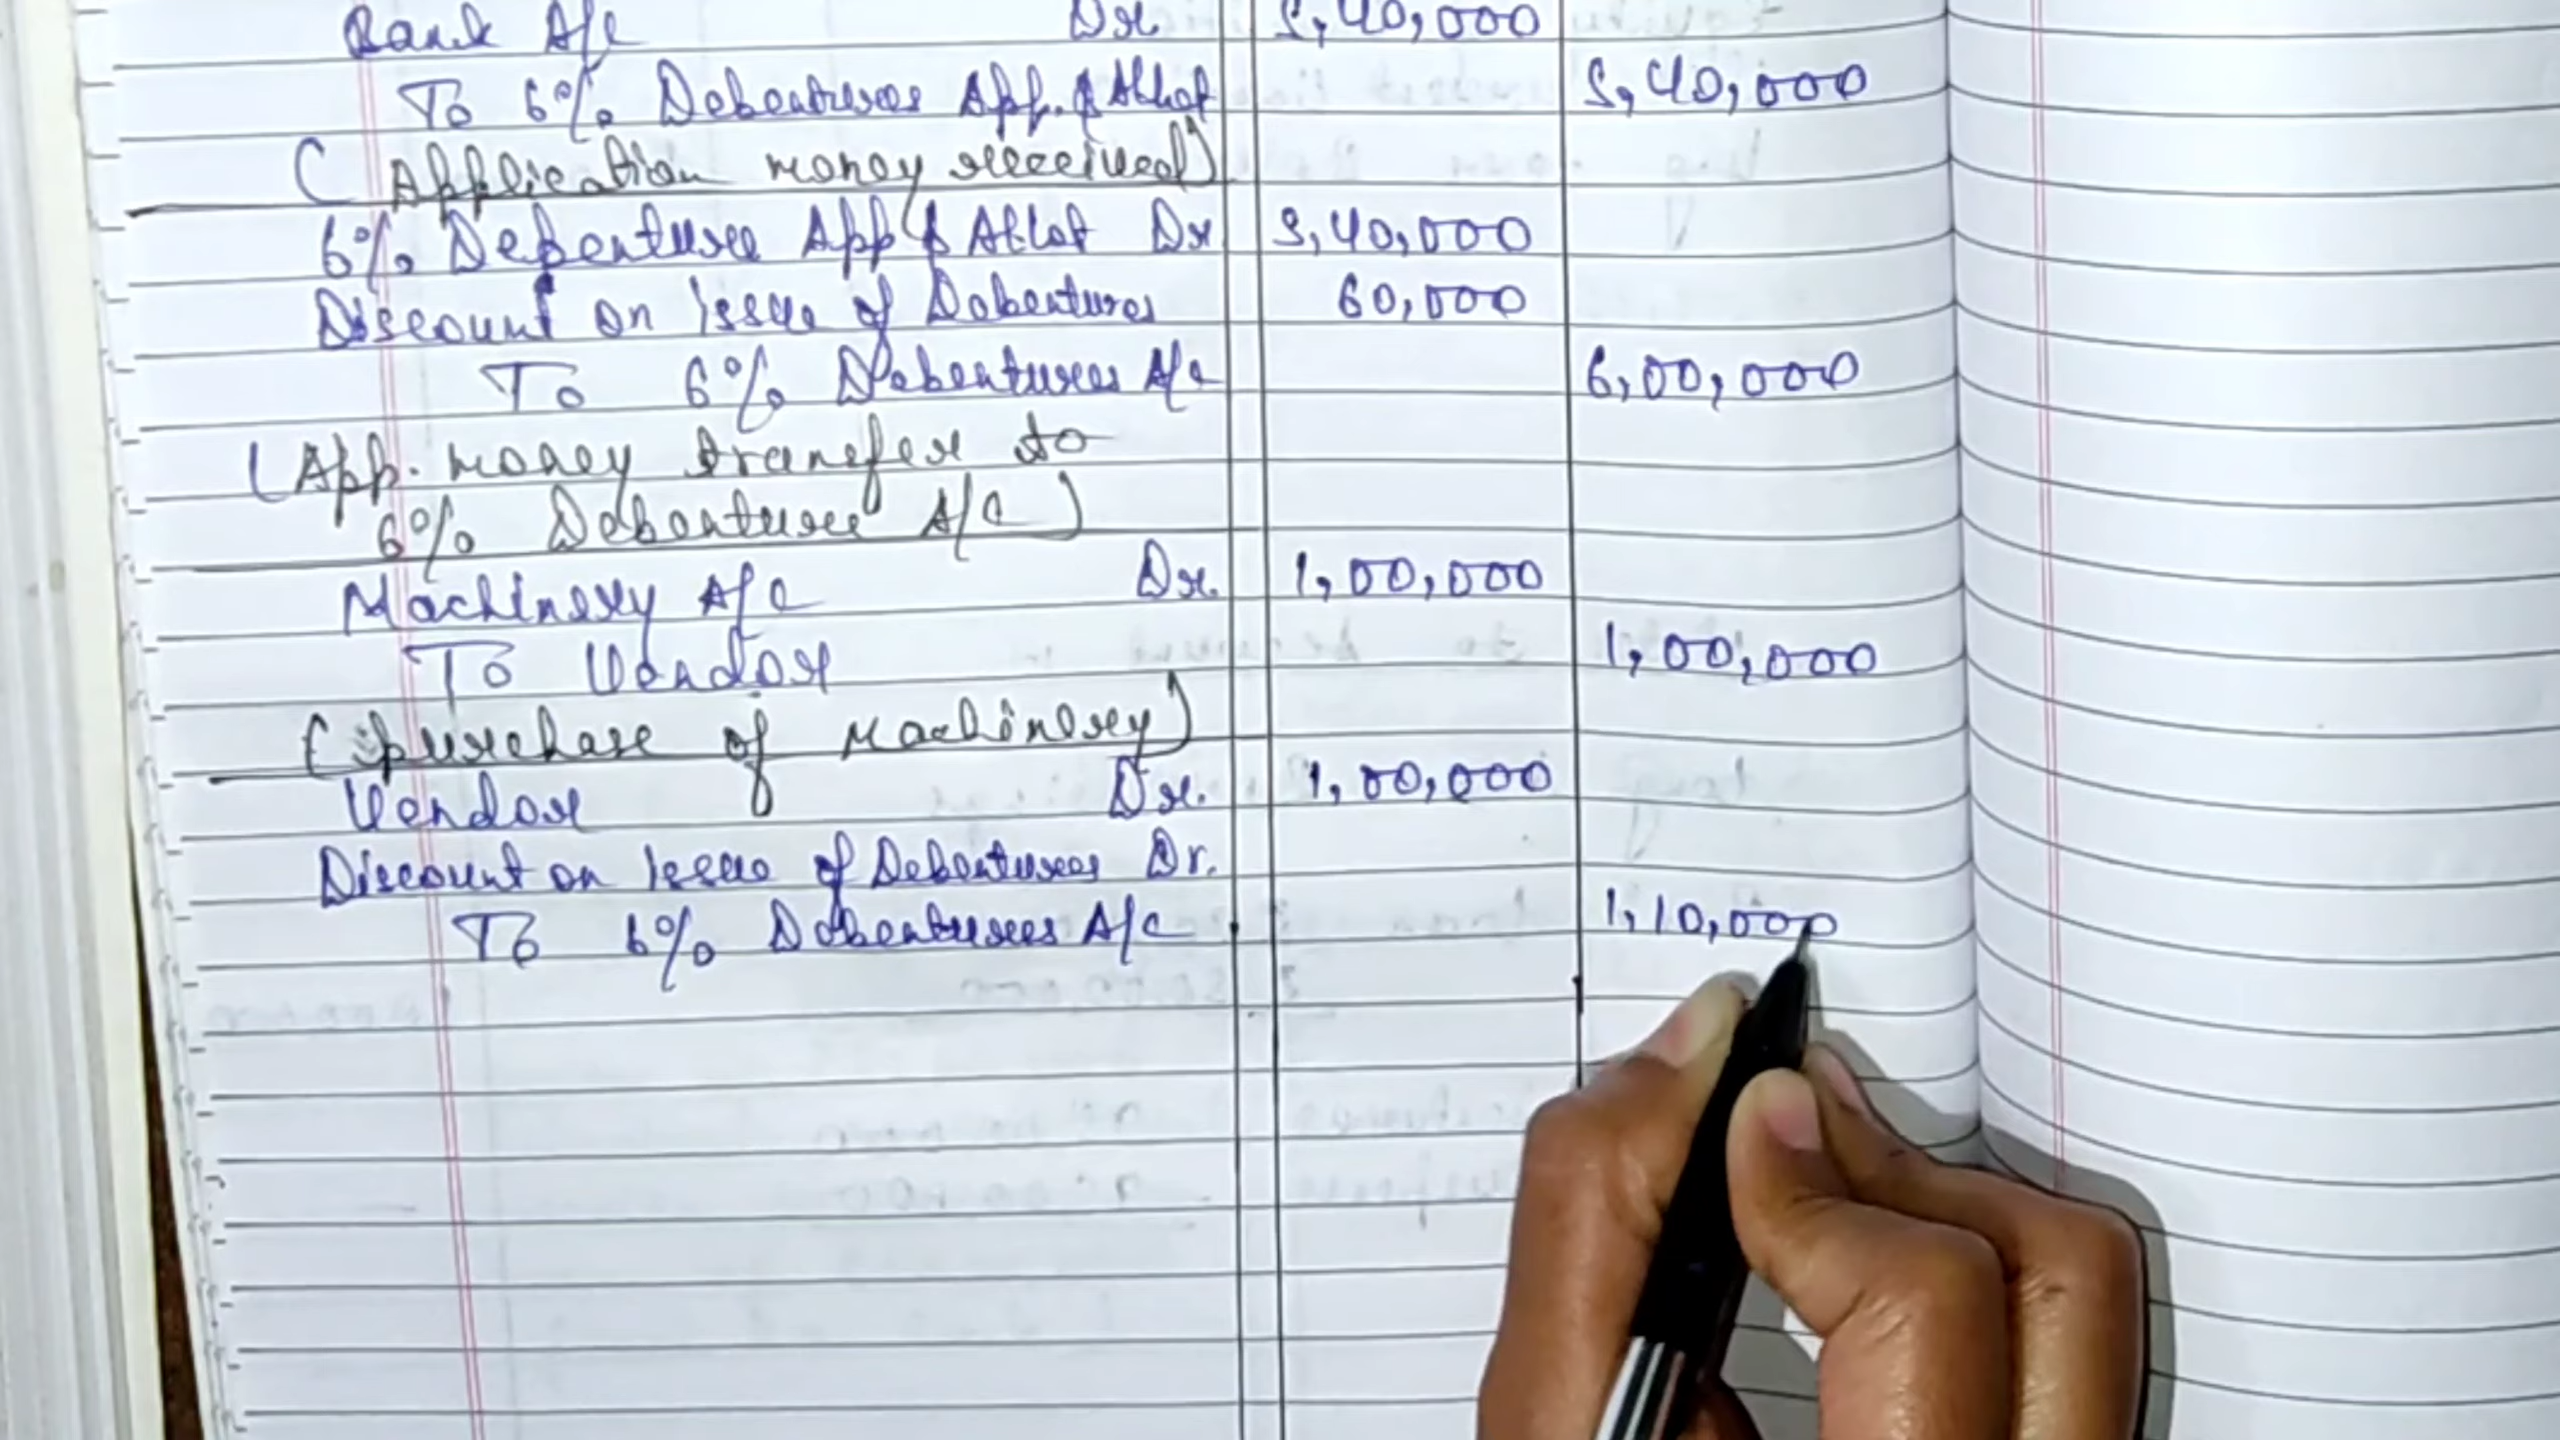 Bank A/c Dr. 5,40,000
To 6% Debentures App. & Allot 5,40,000
(Application money received)
6% Debenture App & Allot Dr 5,40,000
Discount on Issue of Debentures 60,000
To 6% Debentures A/c 6,00,000
(App. money transfer to
6% Debenture A/c)
Machinery A/c Dr. 1,00,000
To Vendor 1,00,000
(purchase of Machinery)
Vendor Dr. 1,00,000
Discount on Issue of Debentures Dr.
To 6% Debentures A/c 1,10,000